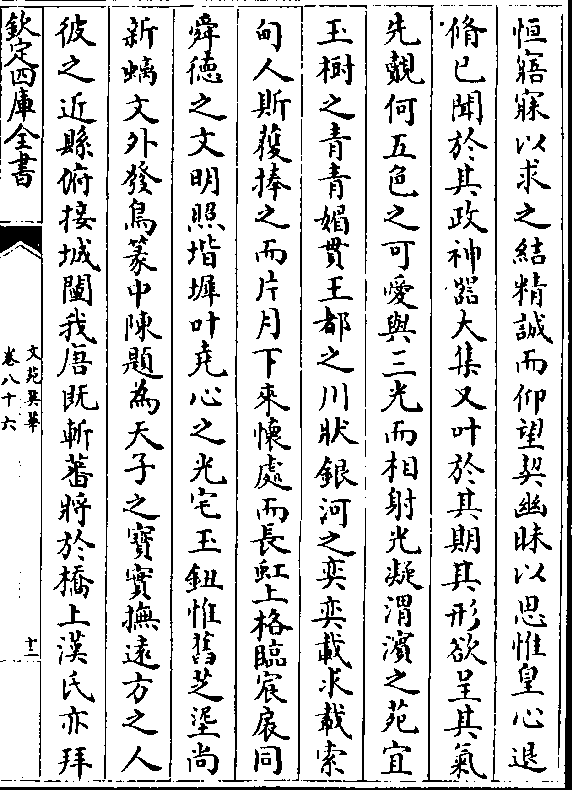 恒寤寐以求之結精誠而仰望契幽昧以思惟皇心退
脩已聞於其政神器大集又叶於其期其形欲呈其氣
先覿何五色之可愛與三光而相射光凝渭濱之苑宜
玉樹之青青媚貫王都之川狀銀河之奕奕載求載索
甸人斯獲捧之而片月下來懷處而長虹上格臨宸扆同
舜德之文明照堦墀叶堯心之光宅玉鈕惟舊芝埿尚
新螭文外發鳥篆中陳題為天子之寶實撫遠方之人
彼之近縣俯接城闉我唐既斬蕃將於橋上漢氏亦拜
欽定四庫全書
文苑英華
卷八十六
十一